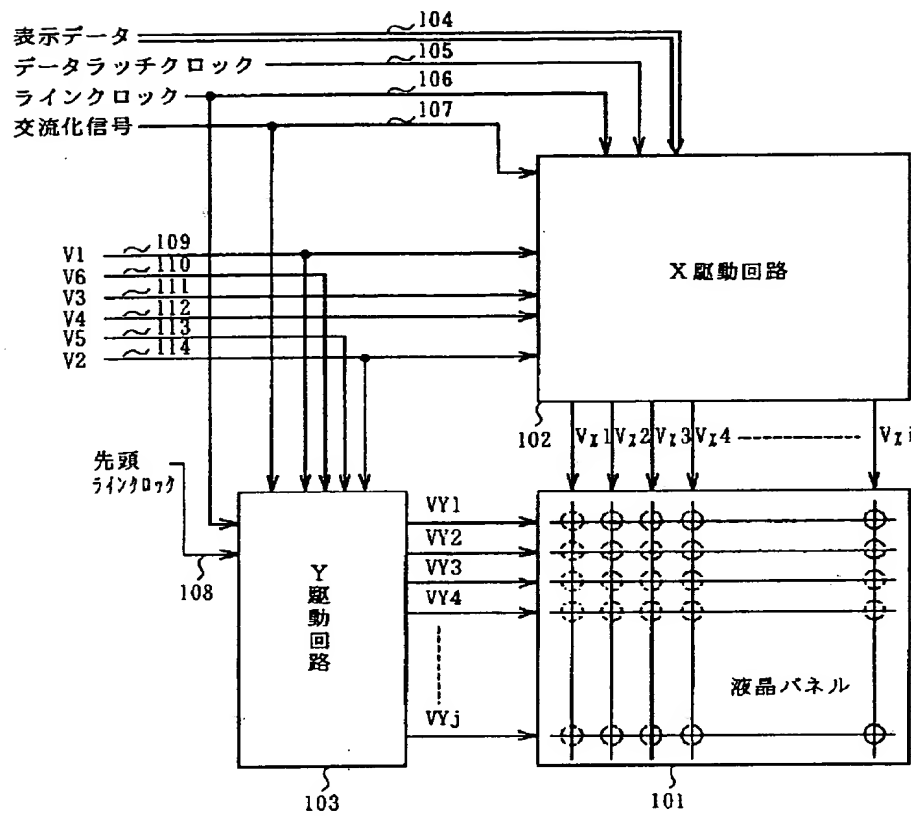 表示データ
104
データラッチクロック
105
ラインクロック
106
交流化信号
107
V1
109
V6
110
V3
111
V4
112
V5
113
V2
114
X駆動回路
102
VX1
VX2
VX3
VX4
VXi
先頭
ラインクロック
108
Y駆動回路
103
VY1
VY2
VY3
VY4
VYj
液晶パネル
101